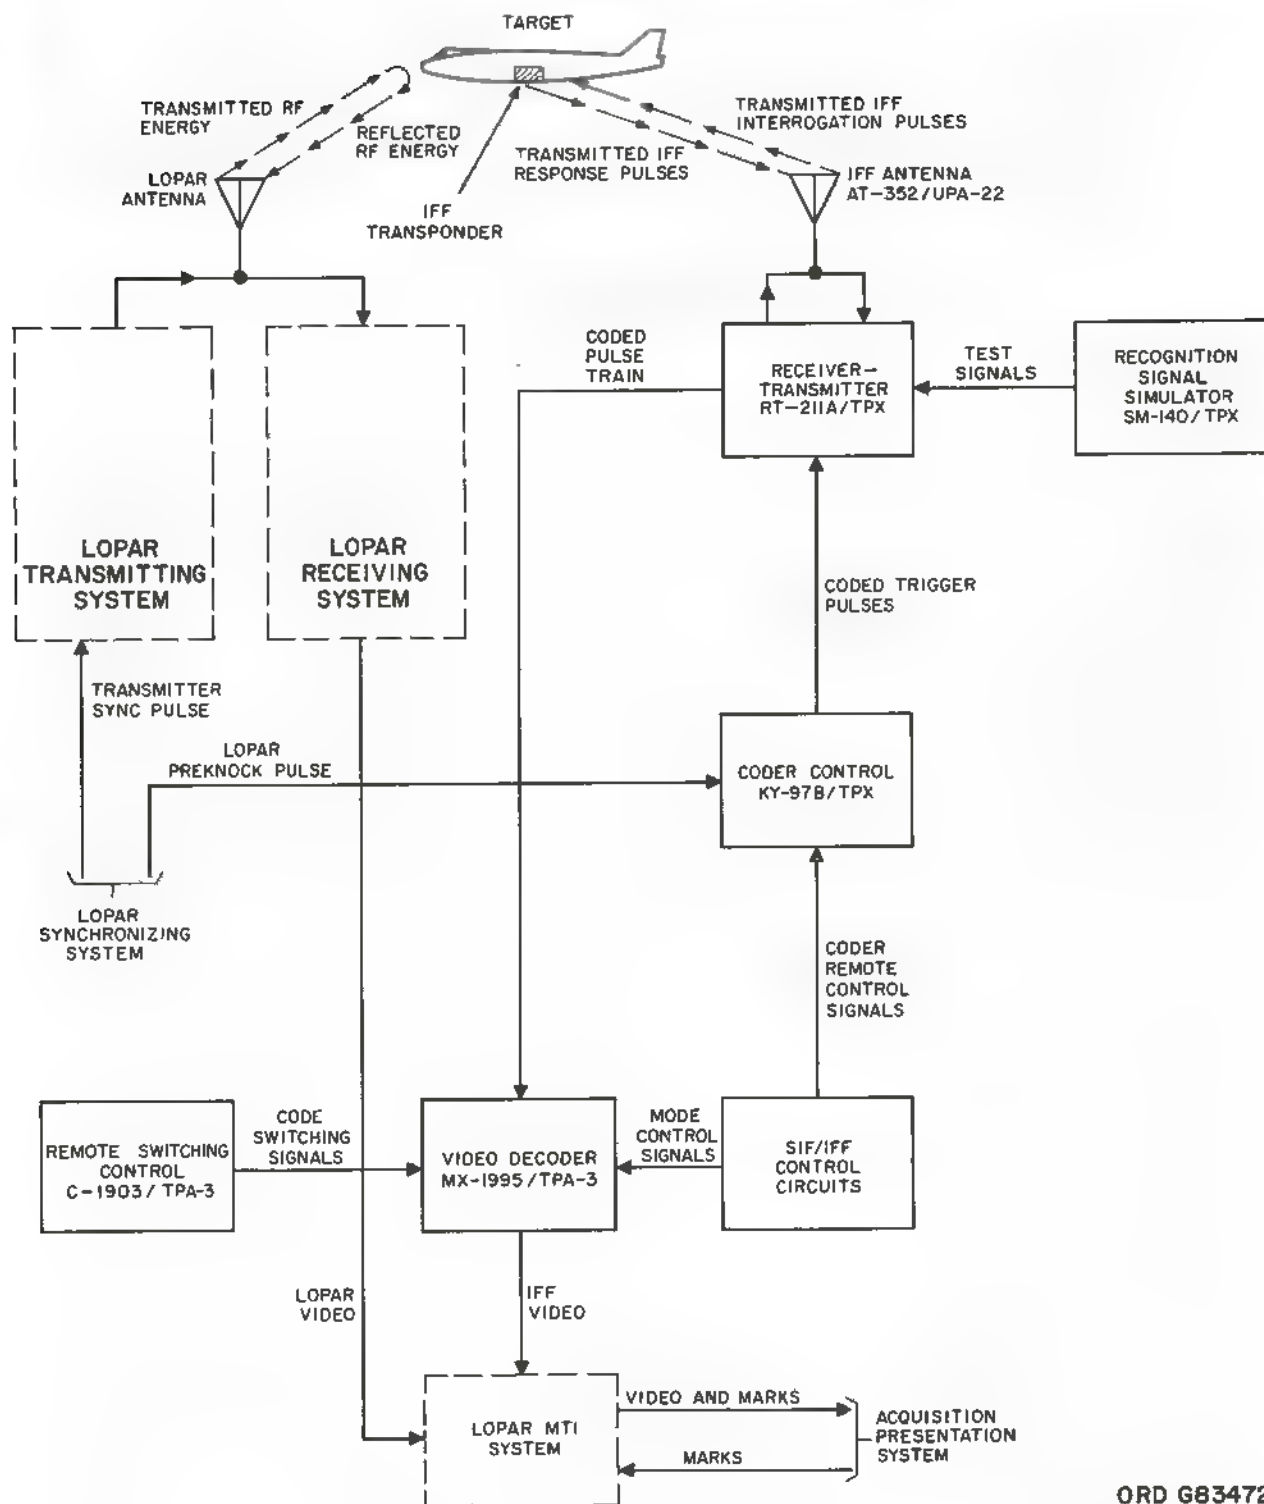 TARGET
TRANSMITTED RF
ENERGY
REFLECTED
RF ENERGY
TRANSMITTED IFF
INTERROGATION PULSES
TRANSMITTED IFF
RESPONSE PULSES
LOPAR
ANTENNA
IFF
TRANSPONDER
IFF ANTENNA
AT-352/UPA-22
LOPAR
TRANSMITTING
SYSTEM
LOPAR
RECEIVING
SYSTEM
CODED
PULSE
TRAIN
RECEIVER-
TRANSMITTER
RT-211A/TPX
TEST
SIGNALS
RECOGNITION
SIGNAL
SIMULATOR
SM-140/TPX
CODED TRIGGER
PULSES
TRANSMITTER
SYNC PULSE
LOPAR
PREKNOCK PULSE
CODER CONTROL
KY-97B/TPX
LOPAR
SYNCHRONIZING
SYSTEM
CODER
REMOTE
CONTROL
SIGNALS
REMOTE SWITCHING
CONTROL
C-1903/TPA-3
CODE
SWITCHING
SIGNALS
VIDEO DECODER
MX-1995/TPA-3
MODE
CONTROL
SIGNALS
SIF/IFF
CONTROL
CIRCUITS
LOPAR
VIDEO
IFF
VIDEO
LOPAR MTI
SYSTEM
VIDEO AND MARKS
MARKS
ACQUISITION
PRESENTATION
SYSTEM
ORD G83472